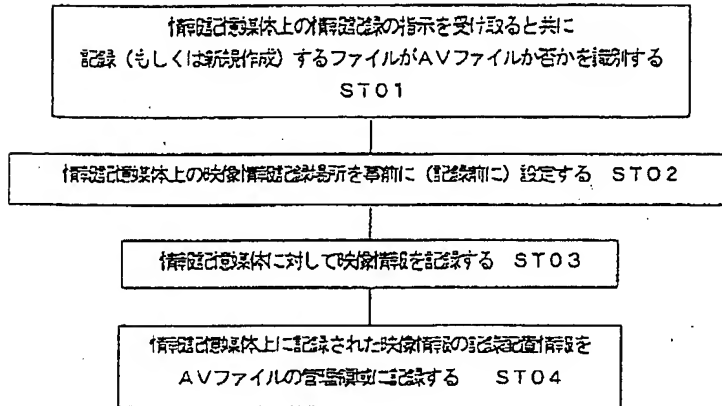 情報記憶媒体上の情報記録の指示を受け取ると共に
記録（もしくは新規作成）するファイルがAVファイルか否かを識別する
ST01
情報記憶媒体上の映像情報記録場所を事前に（記録前に）設定する ST02
情報記憶媒体に対して映像情報を記録する ST03
情報記憶媒体上に記録された映像情報の記録配置情報を
AVファイルの管理領域に記録する ST04